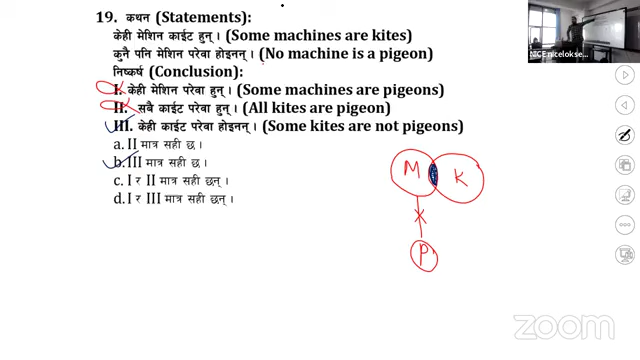 19. कथन (Statements):
केही मेशिन काईट हुन् । (Some machines are kites)
कुनै पनि मेशिन परेवा होइनन् । (No machine is a pigeon)
निष्कर्ष (Conclusion):
I. केही मेशिन परेवा हुन् । (Some machines are pigeons)
II. सबै काईट परेवा हुन् । (All kites are pigeon)
III. केही काईट परेवा होइनन् । (Some kites are not pigeons)
a. II मात्र सही छ ।
b. III मात्र सही छ ।
c. I र II मात्र सही छन् ।
d. I र III मात्र सही छन् ।
M K
P
NICE nicelokse...
zoom